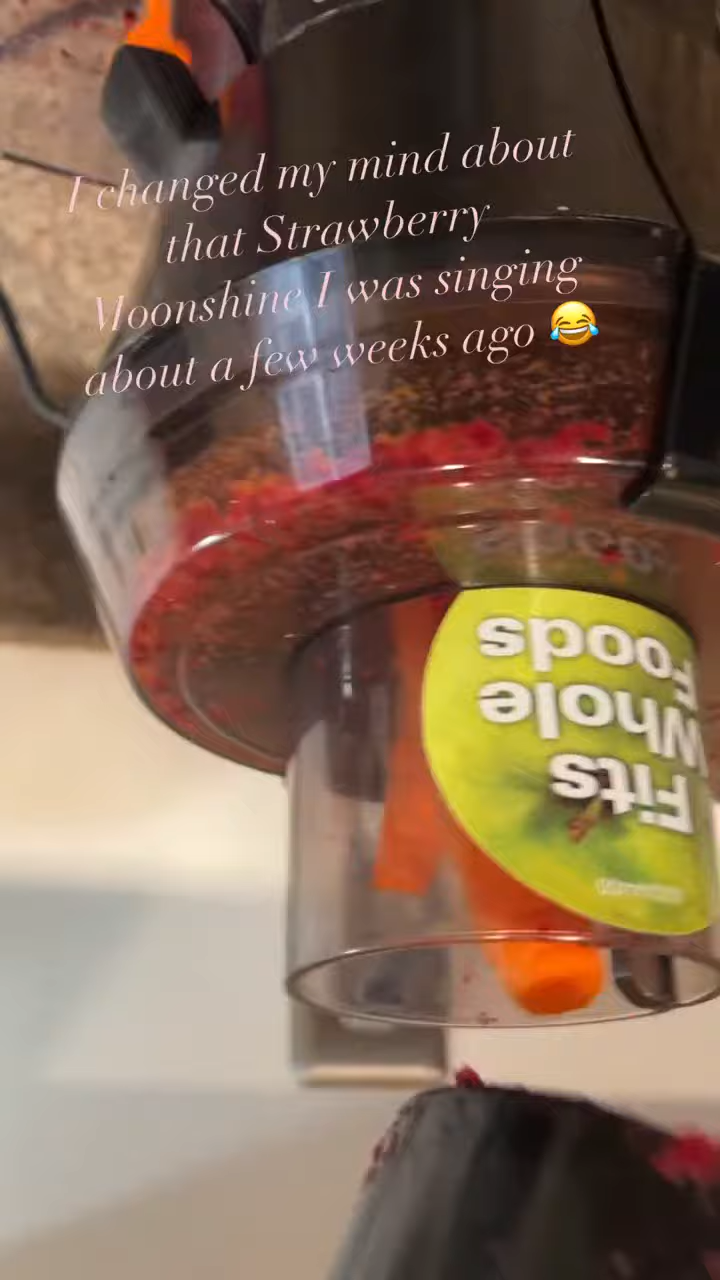 I changed my mind about
that Strawberry
Moonshine I was singing
about a few weeks ago 😂
Fits
Whole
Foods